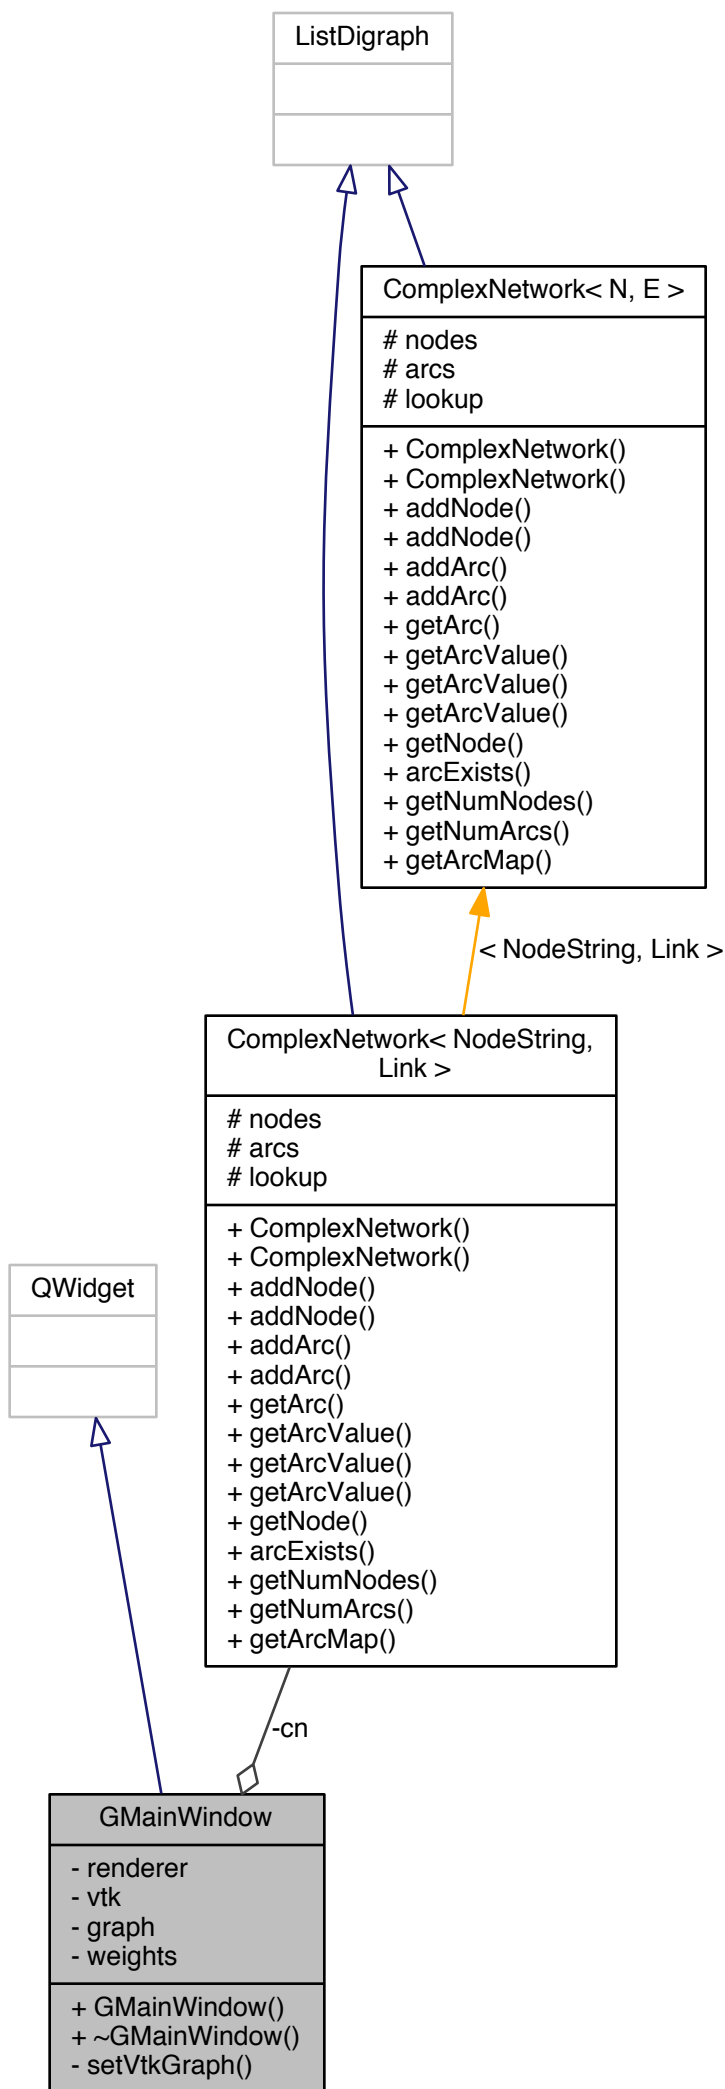 ListDigraph
ComplexNetwork< N, E >
# nodes
# arcs
# lookup
+ ComplexNetwork()
+ ComplexNetwork()
+ addNode()
+ addNode()
+ addArc()
+ addArc()
+ getArc()
+ getArcValue()
+ getArcValue()
+ getArcValue()
+ getNode()
+ arcExists()
+ getNumNodes()
+ getNumArcs()
+ getArcMap()
< NodeString, Link >
ComplexNetwork< NodeString,
Link >
# nodes
# arcs
# lookup
+ ComplexNetwork()
+ ComplexNetwork()
+ addNode()
+ addNode()
+ addArc()
+ addArc()
+ getArc()
+ getArcValue()
+ getArcValue()
+ getArcValue()
+ getNode()
+ arcExists()
+ getNumNodes()
+ getNumArcs()
+ getArcMap()
QWidget
-cn
GMainWindow
- renderer
- vtk
- graph
- weights
+ GMainWindow()
+ ~GMainWindow()
- setVtkGraph()